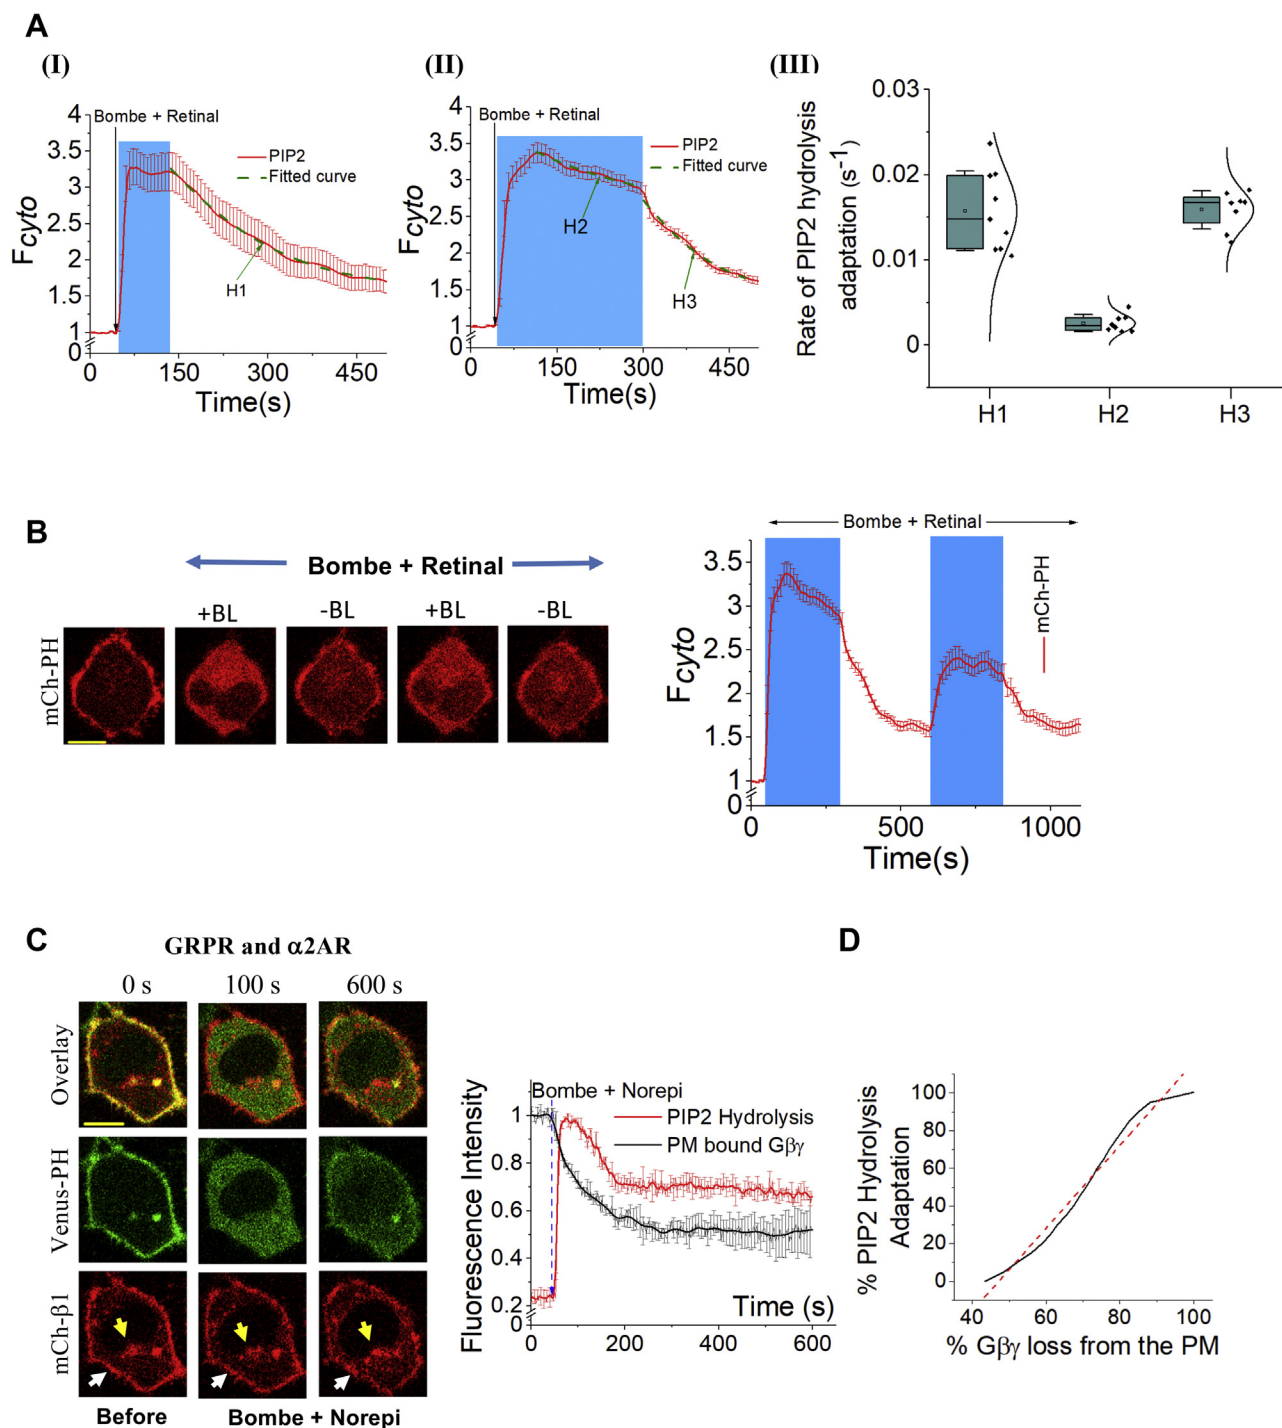 A
(I)
Bombe + Retinal
PIP2
Fitted curve
H1
Fcyto
4
3.5
3
2.5
2
1.5
1
0
0
150
300
450
Time(s)
(II)
Bombe + Retinal
PIP2
Fitted curve
H2
H3
Fcyto
4
3.5
3
2.5
2
1.5
1
0
0
150
300
450
Time(s)
(III)
Rate of PIP2 hydrolysis
adaptation (s⁻¹)
0.03
0.02
0.01
0
H1
H2
H3
B
Bombe + Retinal
+BL
-BL
+BL
-BL
mCh-PH
Bombe + Retinal
mCh-PH
Fcyto
3.5
3
2.5
2
1.5
1
0
0
500
1000
Time(s)
C
GRPR and α2AR
0 s
100 s
600 s
Overlay
Venus-PH
mCh-β1
Before
Bombe + Norepi
Bombe + Norepi
PIP2 Hydrolysis
PM bound Gβγ
Fluorescence Intensity
1
0.8
0.6
0.4
0.2
0
0
200
400
600
Time (s)
D
% PIP2 Hydrolysis
Adaptation
100
80
60
40
20
0
40
60
80
100
% Gβγ loss from the PM